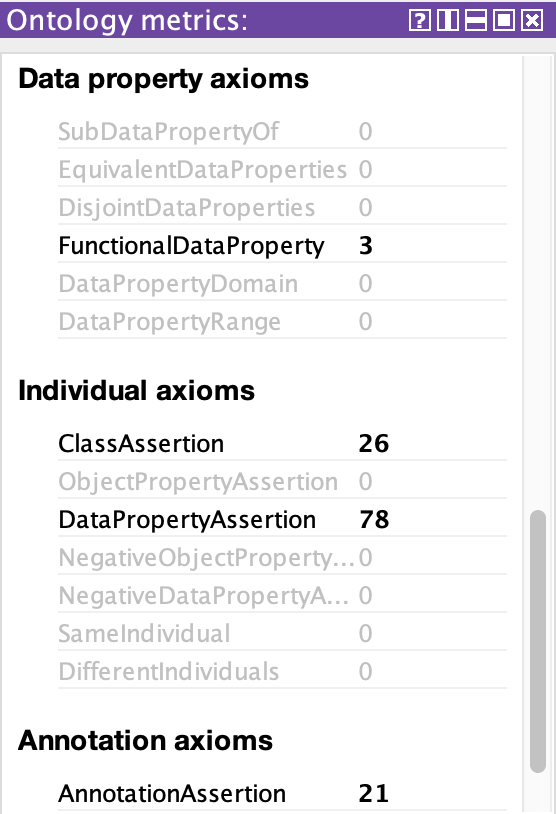 Ontology metrics:
Data property axioms
SubDataPropertyOf 0
EquivalentDataProperties 0
DisjointDataProperties 0
FunctionalDataProperty 3
DataPropertyDomain 0
DataPropertyRange 0
Individual axioms
ClassAssertion 26
ObjectPropertyAssertion 0
DataPropertyAssertion 78
NegativeObjectProperty... 0
NegativeDataPropertyA... 0
SameIndividual 0
DifferentIndividuals 0
Annotation axioms
AnnotationAssertion 21